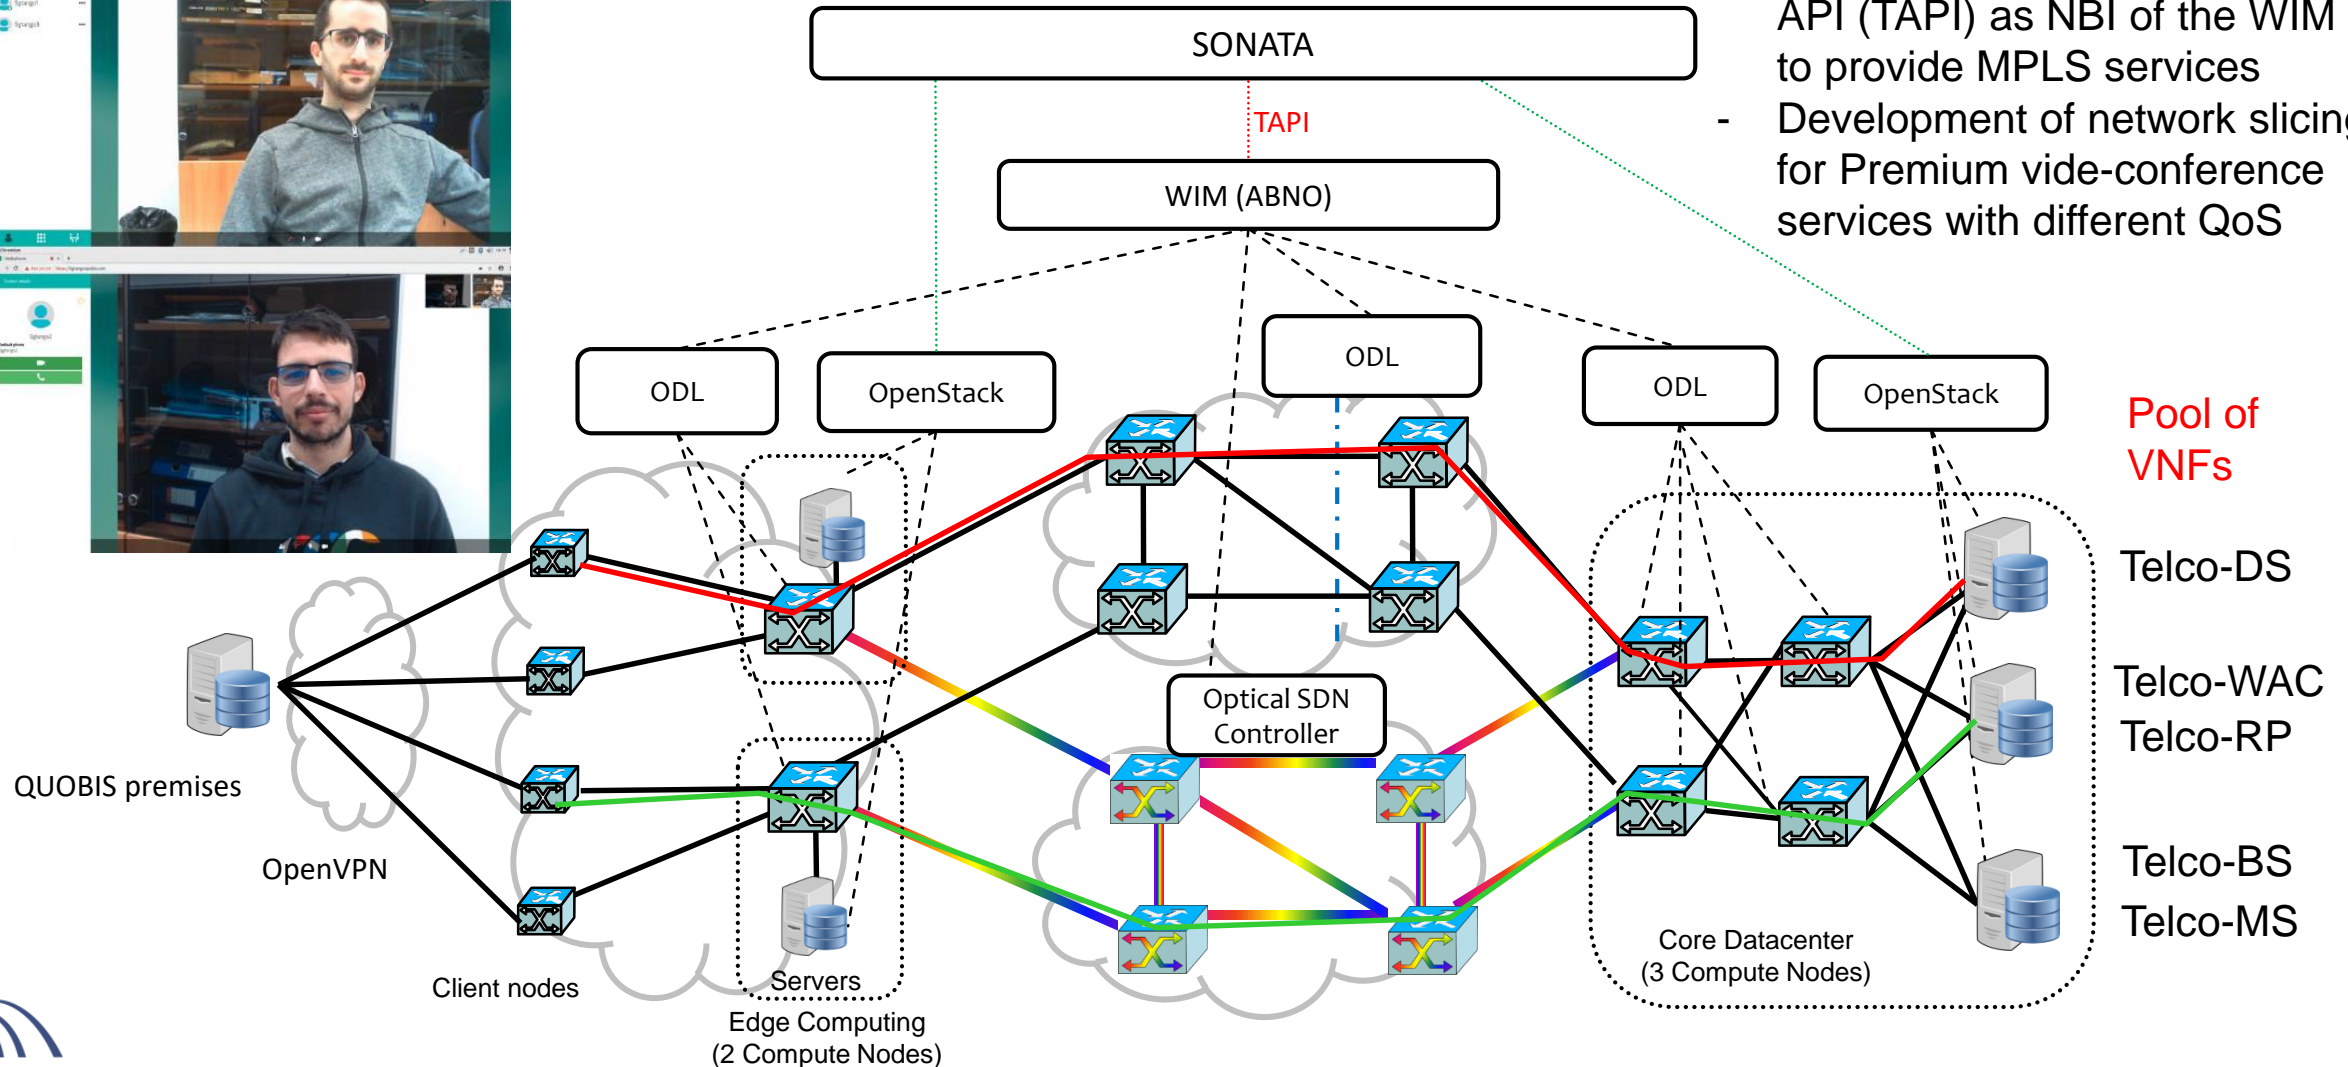 SONATA
API (TAPI) as NBI of the WIM
to provide MPLS services
- Development of network slicing
for Premium vide-conference
services with different QoS
TAPI
WIM (ABNO)
ODL
OpenStack
ODL
ODL
OpenStack
Pool of
VNFs
Telco-DS
Telco-WAC
Telco-RP
Telco-BS
Telco-MS
Optical SDN
Controller
QUOBIS premises
OpenVPN
Client nodes
Servers
Edge Computing
(2 Compute Nodes)
Core Datacenter
(3 Compute Nodes)